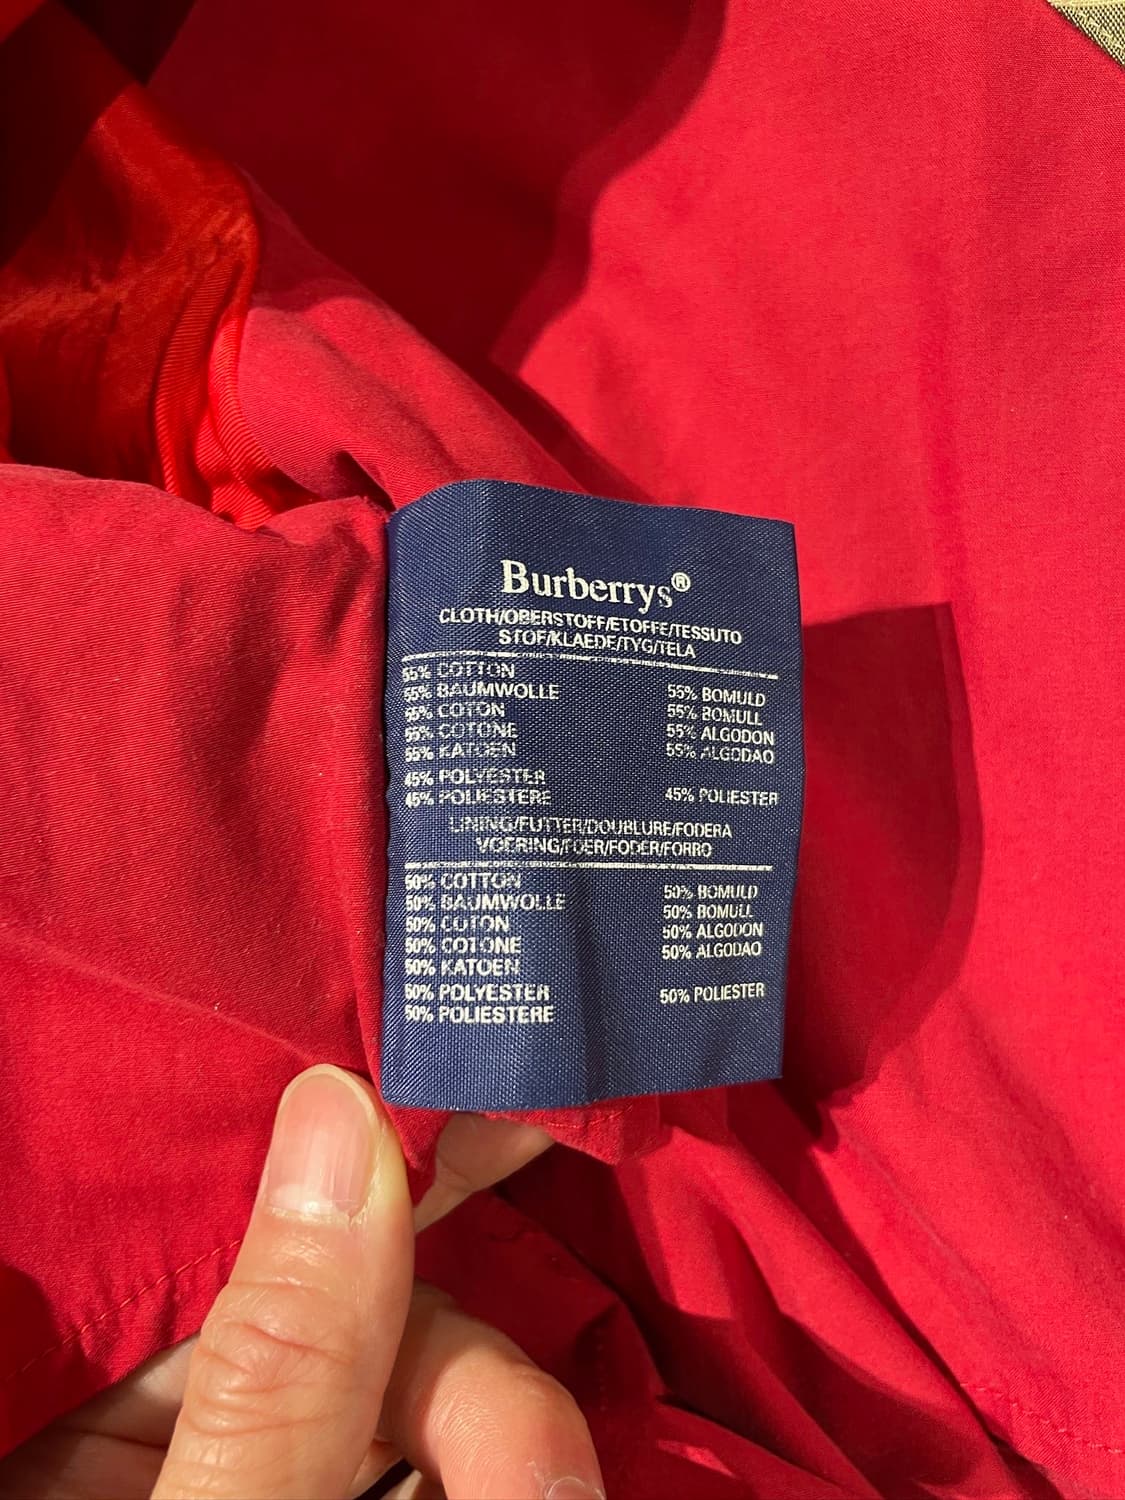 Burberrys®
CLOTH/OBERSTOFF/ETOFFE/TESSUTO
STOF/KLAEDE/TYG/TELA
55% COTTON
55% BAUMWOLLE 55% BOMULD
55% COTON 55% BOMULL
55% COTONE 55% ALGODON
55% KATOEN 55% ALGODAO
45% POLYESTER
45% POLIESTERE 45% POLIESTER
LINING/FUTTER/DOUBLURE/FODERA
VOERING/FOER/FODER/FORRO
50% COTTON 50% BOMULD
50% BAUMWOLLE 50% BOMULL
50% COTON 50% ALGODON
50% COTONE 50% ALGODAO
50% KATOEN
50% POLYESTER 50% POLIESTER
50% POLIESTERE